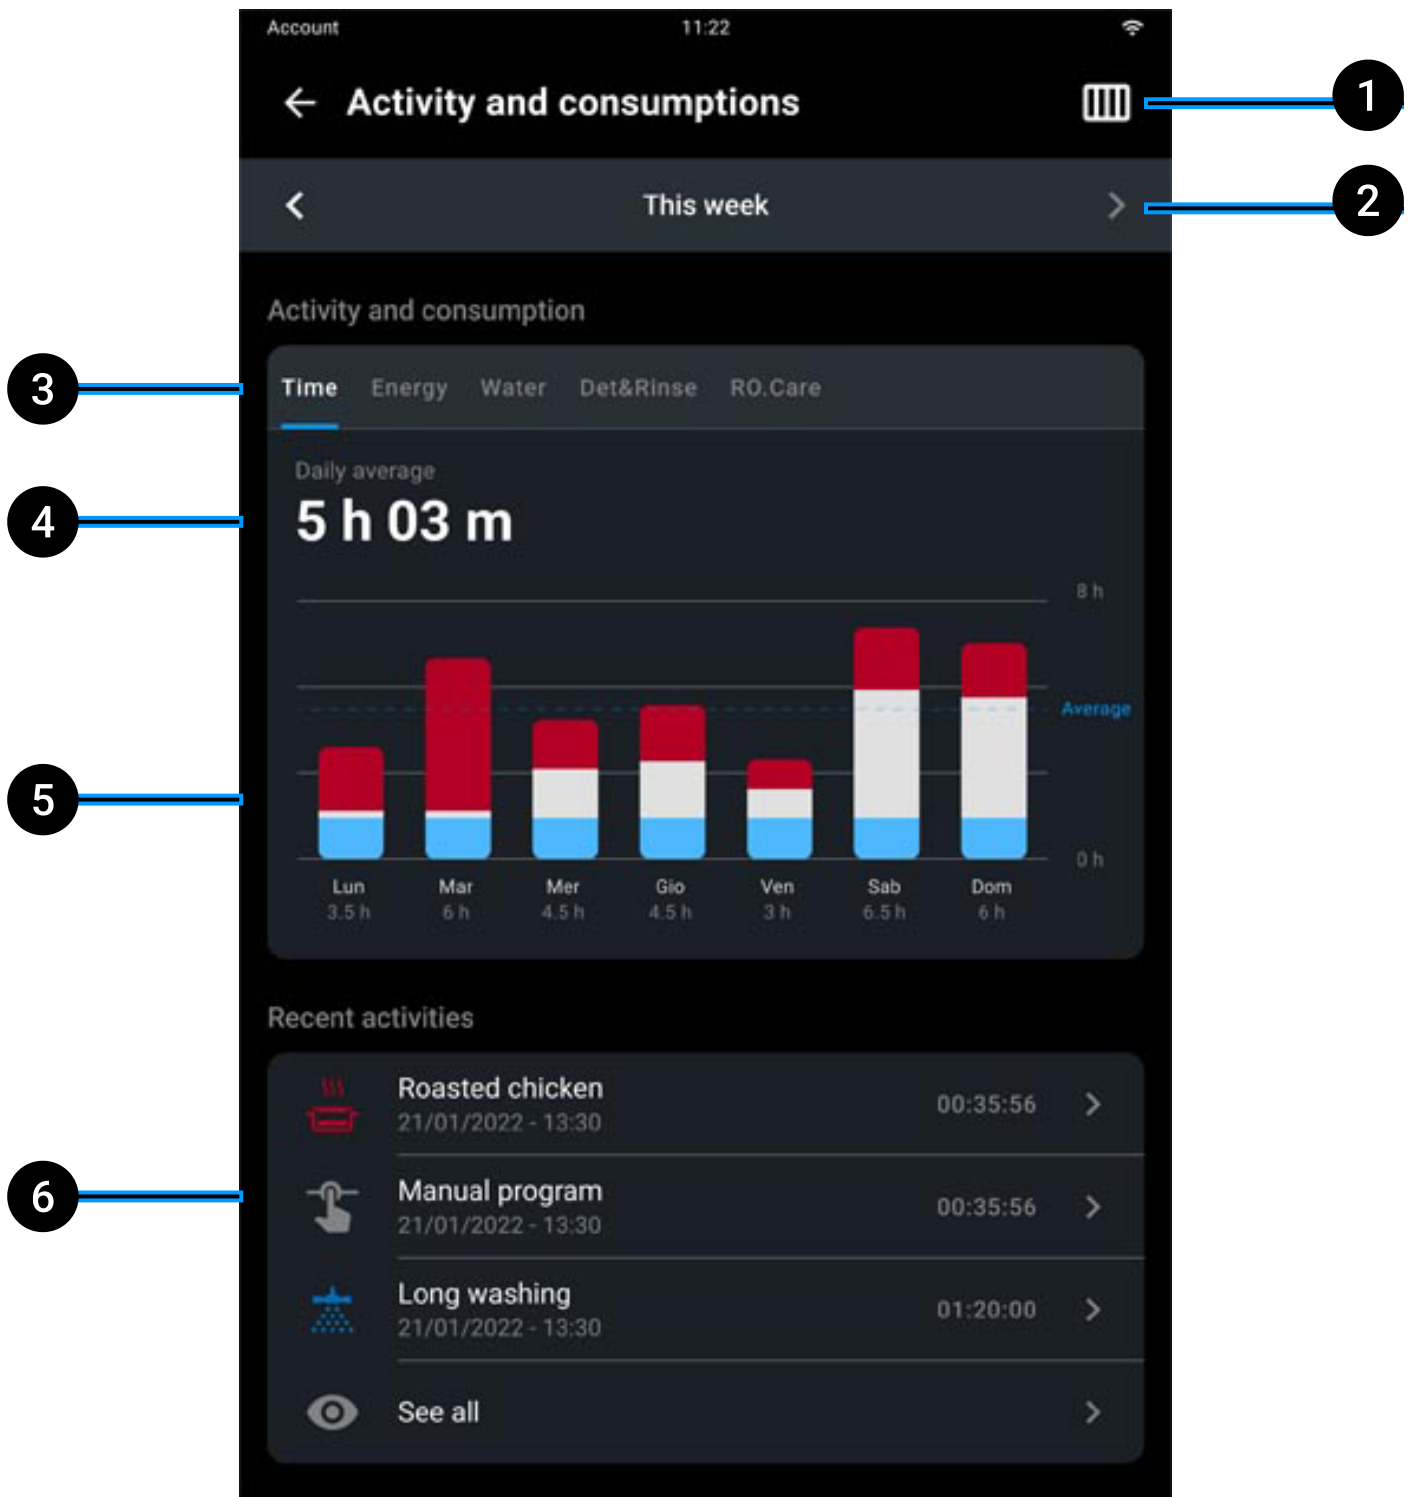 Account 11:22
Activity and consumptions
1
This week
2
Activity and consumption
3
Time Energy Water Det&Rinse RO.Care
Daily average
4
5 h 03 m
8 h
Average
5
0 h
Lun Mar Mer Gio Ven Sab Dom
3.5 h 6 h 4.5 h 4.5 h 3 h 6.5 h 6 h
Recent activities
Roasted chicken
21/01/2022 - 13:30 00:35:56
6
Manual program
21/01/2022 - 13:30 00:35:56
Long washing
21/01/2022 - 13:30 01:20:00
See all